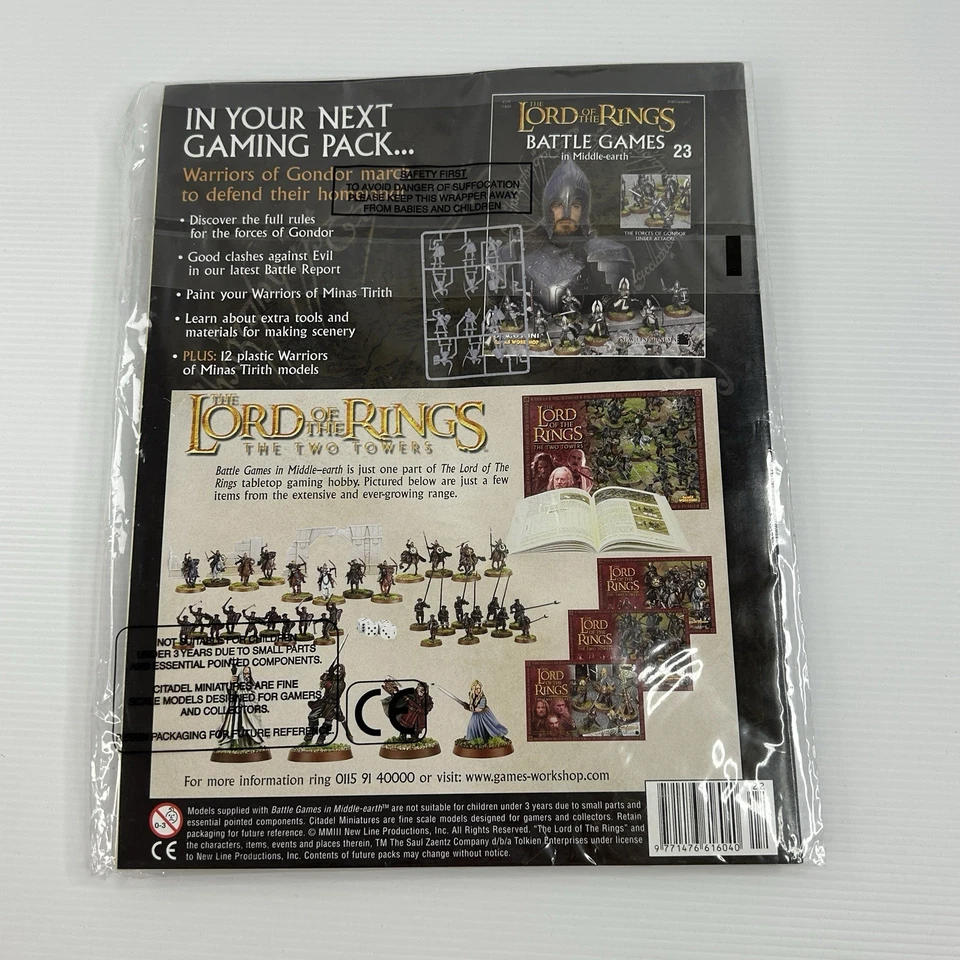 IN YOUR NEXT
GAMING PACK...
Warriors of Gondor march
to defend their homeland!
• Discover the full rules
for the forces of Gondor
• Good clashes against Evil
in our latest Battle Report
• Paint your Warriors of Minas Tirith
• Learn about extra tools and
materials for making scenery
• PLUS: 12 plastic Warriors
of Minas Tirith models
SAFETY FIRST
TO AVOID DANGER OF SUFFOCATION
PLEASE KEEP THIS WRAPPER AWAY
FROM BABIES AND CHILDREN
THE
LORD OF THE RINGS
BATTLE GAMES
in Middle-earth
23
THE FORCES OF GONDOR
UNDER ATTACK!
THE
LORD OF THE RINGS
THE TWO TOWERS
Battle Games in Middle-earth is just one part of The Lord of The
Rings tabletop gaming hobby. Pictured below are just a few
items from the extensive and ever-growing range.
THE
LORD
OF THE
RINGS
THE TWO TOWERS
THE
LORD
OF THE
RINGS
THE TWO TOWERS
THE
LORD
OF THE
RINGS
THE TWO TOWERS
THE
LORD
OF THE
RINGS
NOT SUITABLE FOR CHILDREN
UNDER 3 YEARS DUE TO SMALL PARTS
AND ESSENTIAL POINTED COMPONENTS.
CITADEL MINIATURES ARE FINE
SCALE MODELS DESIGNED FOR GAMERS
AND COLLECTORS.
PACKAGING FOR FUTURE REFERENCE.
CE
For more information ring 0115 91 40000 or visit: www.games-workshop.com
0-3
CE
Models supplied with Battle Games in Middle-earth™ are not suitable for children under 3 years due to small parts and
essential pointed components. Citadel Miniatures are fine scale models designed for gamers and collectors. Retain
packaging for future reference. © MMIII New Line Productions, Inc. All Rights Reserved. "The Lord of The Rings" and
the characters, items, events and places therein, TM The Saul Zaentz Company d/b/a Tolkien Enterprises under license
to New Line Productions, Inc. Contents of future packs may change without notice.
22
9 771476 616040